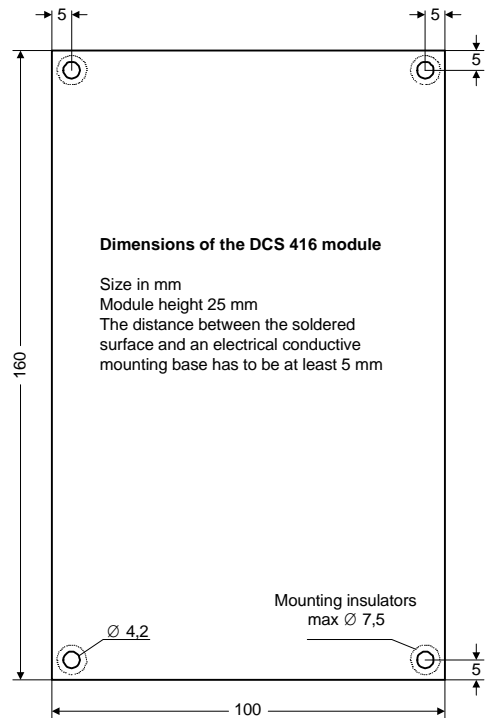 5
5
5
Dimensions of the DCS 416 module
Size in mm
Module height 25 mm
The distance between the soldered
surface and an electrical conductive
mounting base has to be at least 5 mm
160
Mounting insulators
max ∅ 7,5
∅ 4,2
5
100